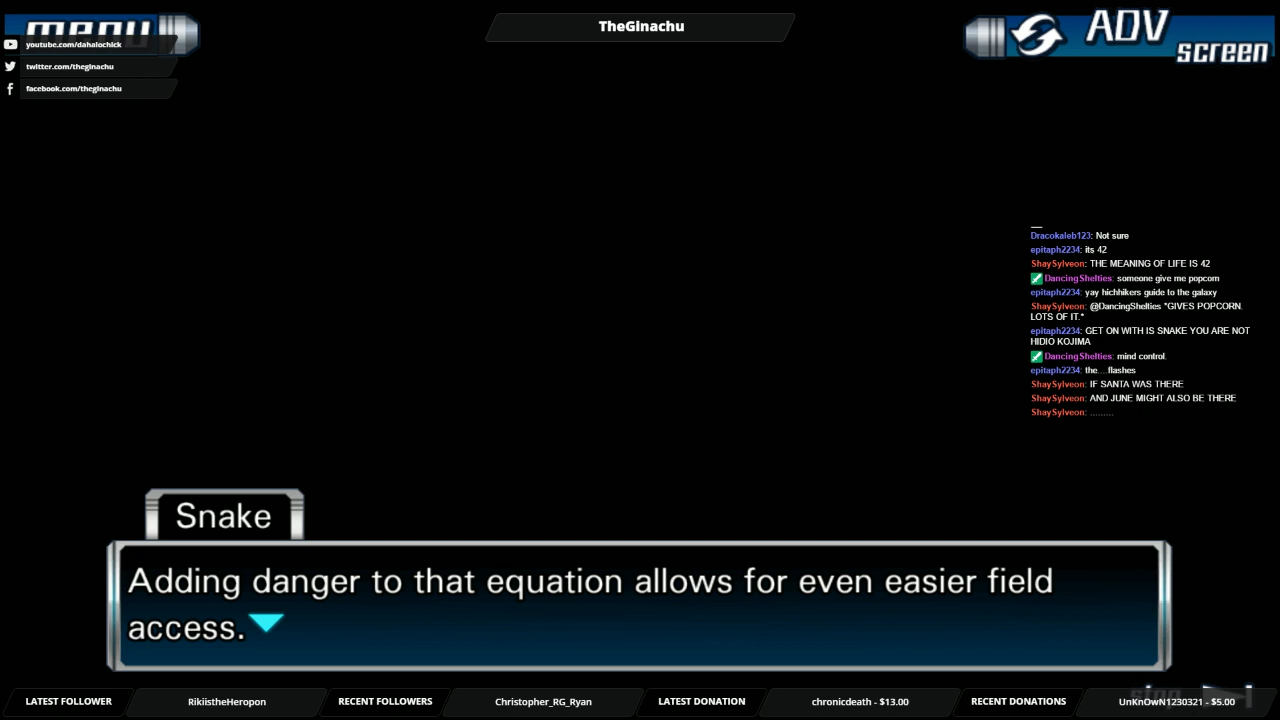 menu
TheGinachu
ADV
screen
youtube.com/dahalochick
twitter.com/theginachu
facebook.com/theginachu
Dracokaleb123: Not sure
epitaph2234: its 42
ShaySylveon: THE MEANING OF LIFE IS 42
DancingShelties: someone give me popcorn
epitaph2234: yay hichhikers guide to the galaxy
ShaySylveon: @DancingShelties *GIVES POPCORN.
LOTS OF IT.*
epitaph2234: GET ON WITH IS SNAKE YOU ARE NOT
HIDIO KOJIMA
DancingShelties: mind control.
epitaph2234: the....flashes
ShaySylveon: IF SANTA WAS THERE
ShaySylveon: AND JUNE MIGHT ALSO BE THERE
ShaySylveon: .........
Snake
Adding danger to that equation allows for even easier field
access.
stop
LATEST FOLLOWER RikiistheHeropon RECENT FOLLOWERS Christopher_RG_Ryan LATEST DONATION chronicdeath - $13.00 RECENT DONATIONS UnKnOwN1230321 - $5.00